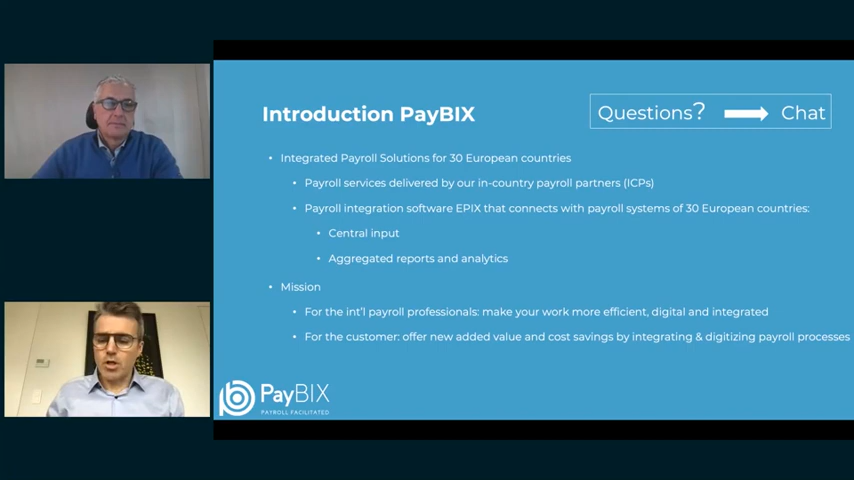 Introduction PayBIX
Questions? Chat
Integrated Payroll Solutions for 30 European countries
Payroll services delivered by our in-country payroll partners (ICPs)
Payroll integration software EPIX that connects with payroll systems of 30 European countries:
Central input
Aggregated reports and analytics
Mission
For the int'l payroll professionals: make your work more efficient, digital and integrated
For the customer: offer new added value and cost savings by integrating & digitizing payroll processes
PayBIX
PAYROLL FACILITATED